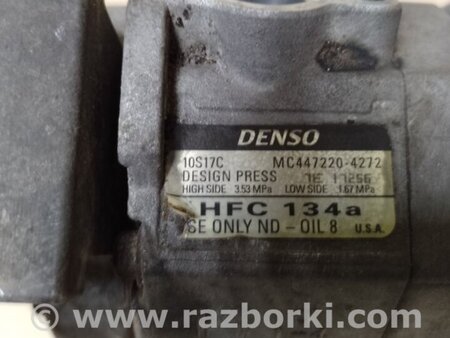 DENSO
10S17C MC447220-4272
DESIGN PRESS
HIGH SIDE 3.53 MPa LOW SIDE 1.67 MPa
HFC 134a
SE ONLY ND-OIL 8 U.S.A.
www.razborki.com